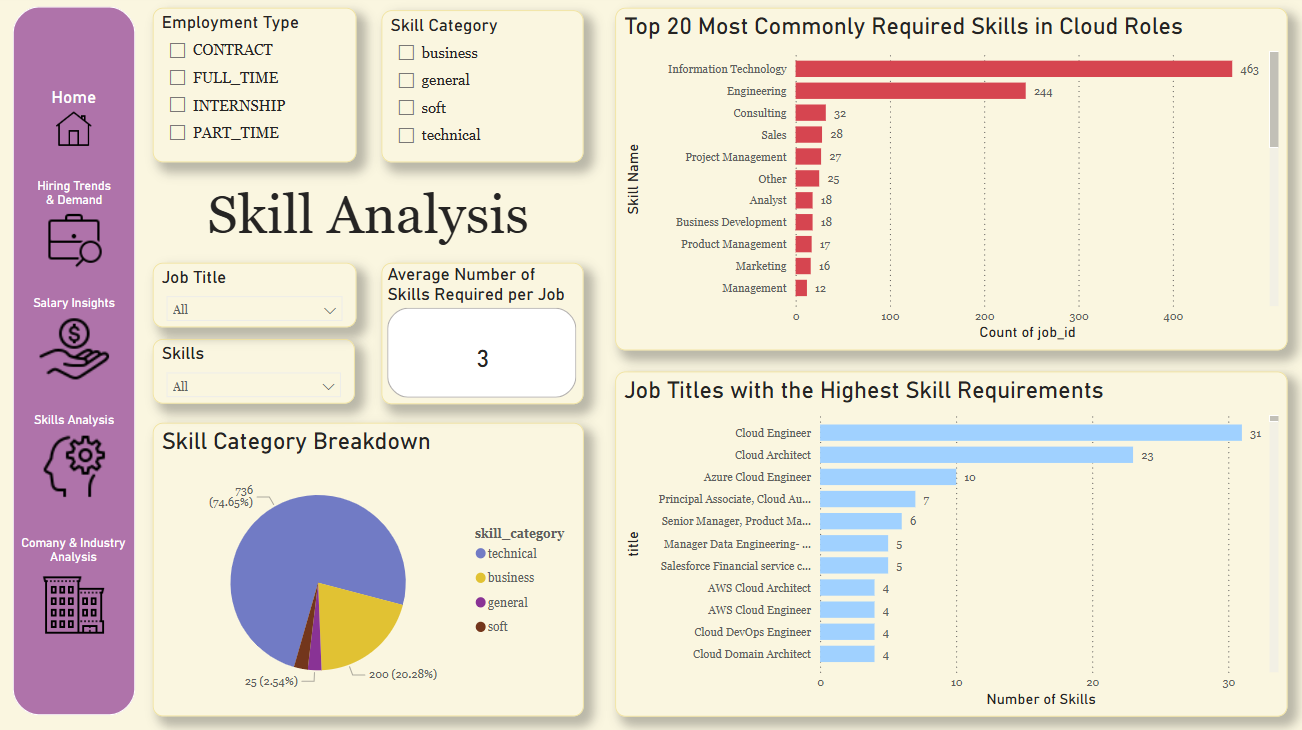 Home
Hiring Trends
& Demand
Salary Insights
Skills Analysis
Comany & Industry
Analysis
Employment Type
CONTRACT
FULL_TIME
INTERNSHIP
PART_TIME
Skill Category
business
general
soft
technical
Skill Analysis
Job Title
All
Skills
All
Average Number of
Skills Required per Job
3
Skill Category Breakdown
736
(74.65%)
200 (20.28%)
25 (2.54%)
skill_category
technical
business
general
soft
Top 20 Most Commonly Required Skills in Cloud Roles
Skill Name
Information Technology 463
Engineering 244
Consulting 32
Sales 28
Project Management 27
Other 25
Analyst 18
Business Development 18
Product Management 17
Marketing 16
Management 12
0 100 200 300 400
Count of job_id
Job Titles with the Highest Skill Requirements
title
Cloud Engineer 31
Cloud Architect 23
Azure Cloud Engineer 10
Principal Associate, Cloud Au... 7
Senior Manager, Product Ma... 6
Manager Data Engineering- ... 5
Salesforce Financial service c... 5
AWS Cloud Architect 4
AWS Cloud Engineer 4
Cloud DevOps Engineer 4
Cloud Domain Architect 4
0 10 20 30
Number of Skills